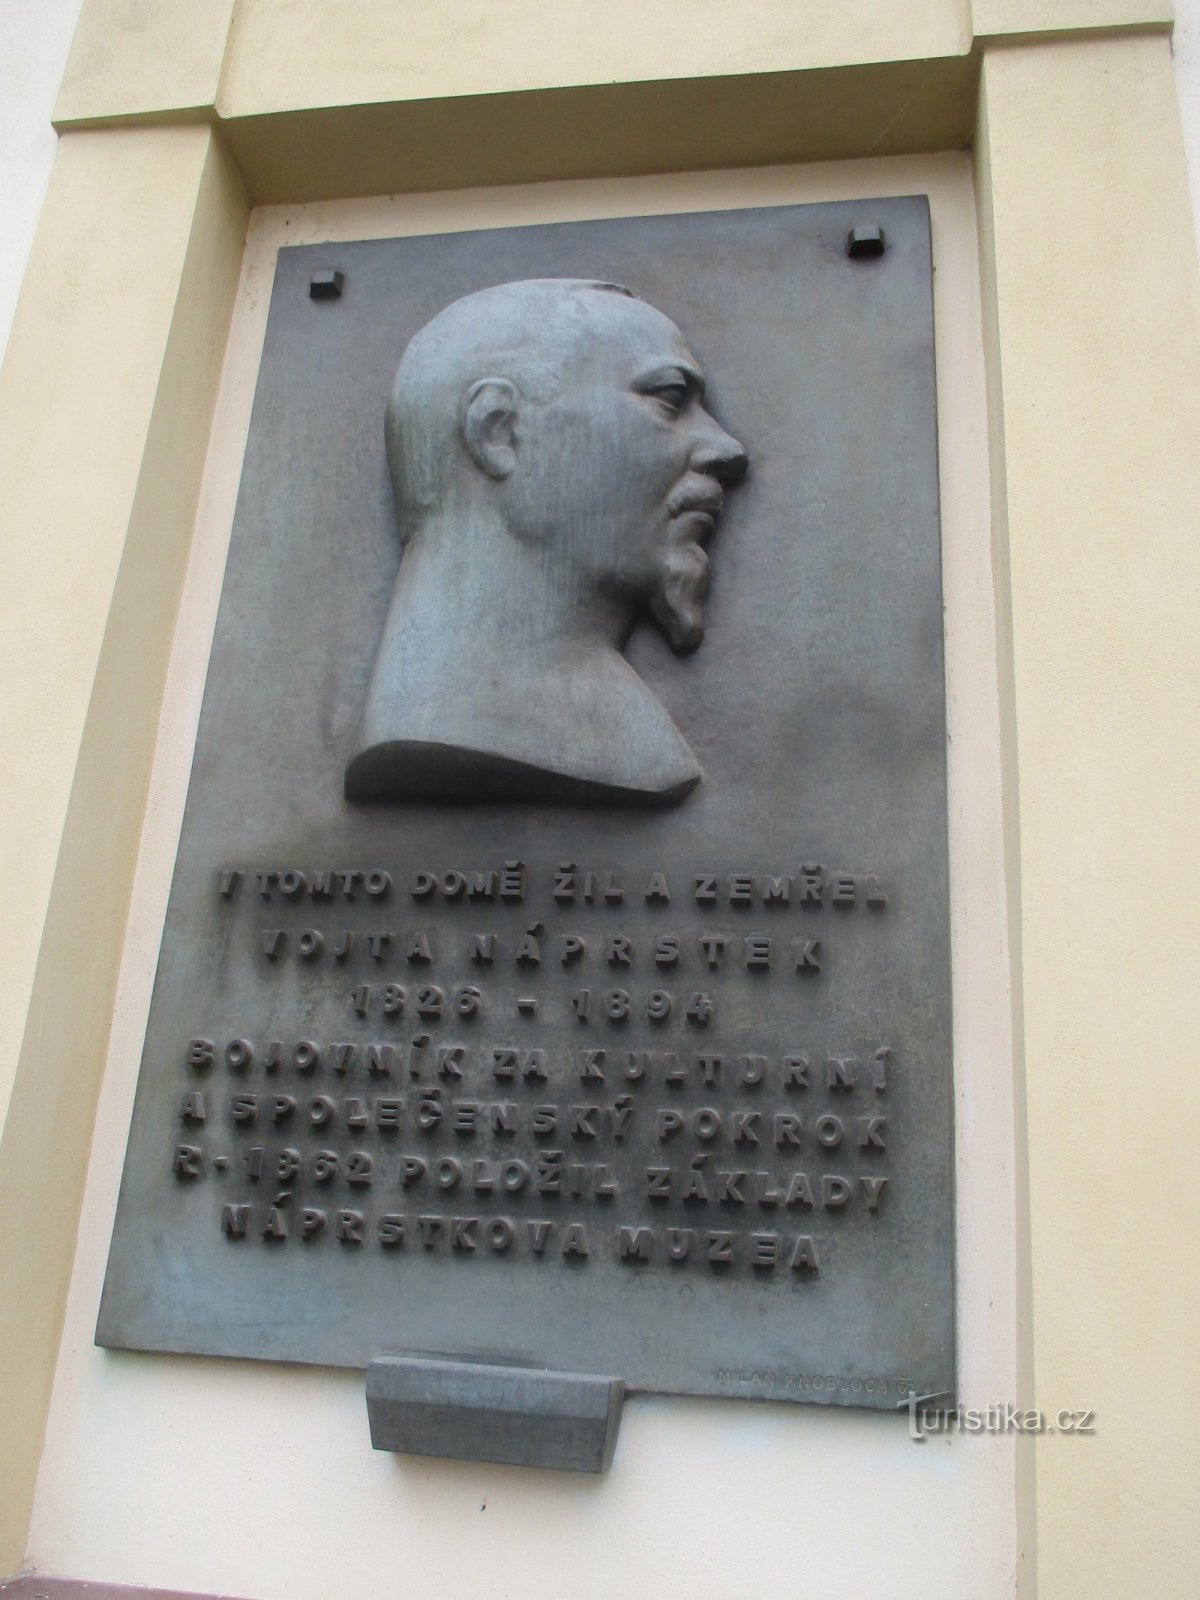 V TOMTO DOMĚ ŽIL A ZEMŘEL
VOJTA NÁPRSTEK
1826 - 1894
BOJOVNÍK ZA KULTURNÍ
A SPOLEČENSKÝ POKROK
R. 1862 POLOŽIL ZÁKLADY
NÁPRSTKOVA MUZEA
MILAN KNOBLOCH
Turistika.cz